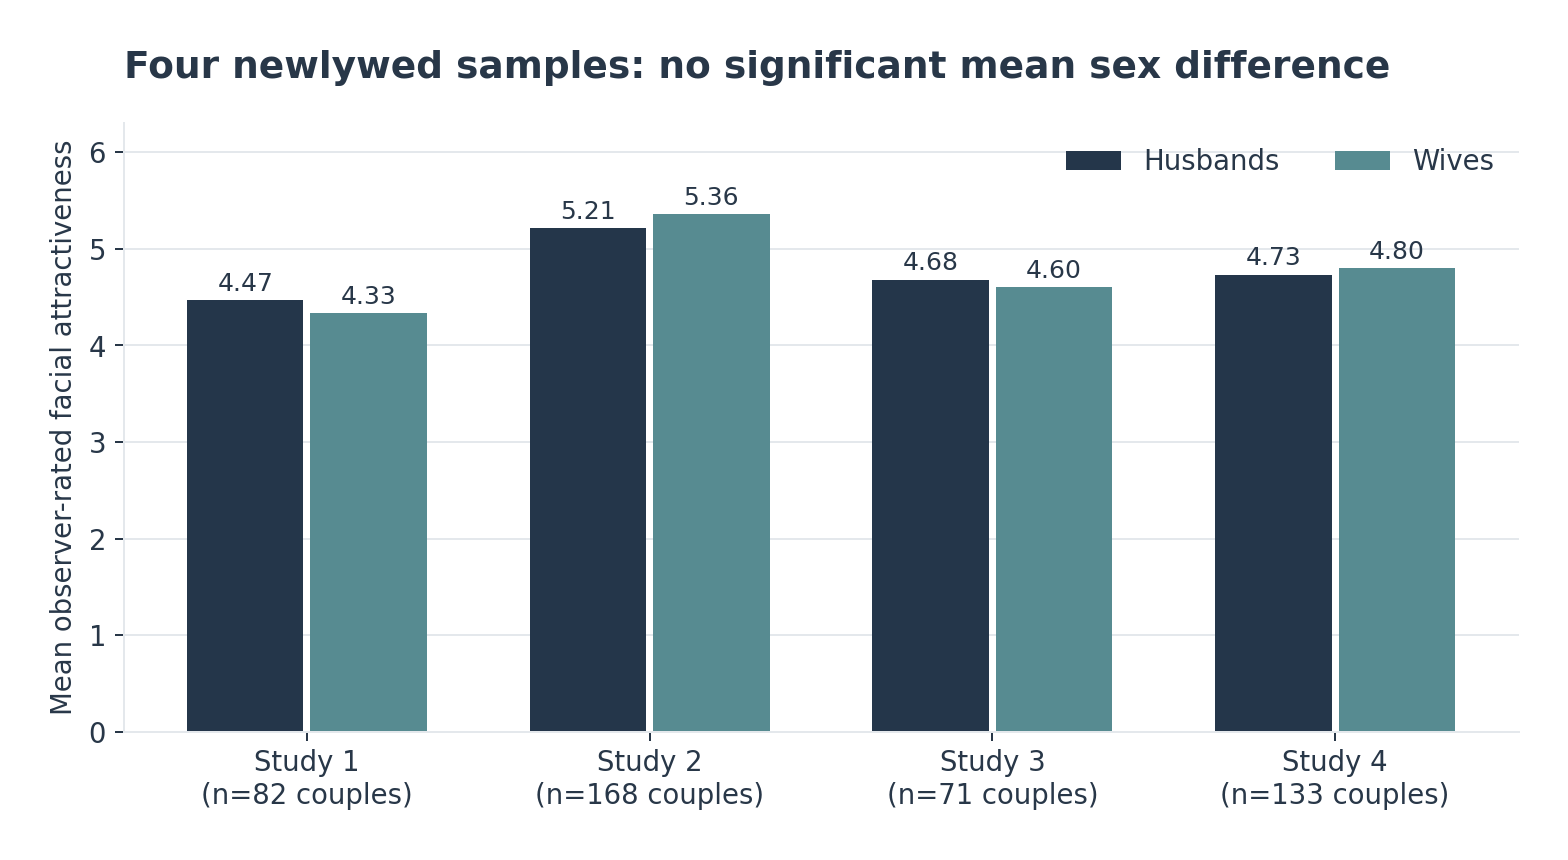 Four newlywed samples: no significant mean sex difference
Mean observer-rated facial attractiveness
6
5
4
3
2
1
0
Husbands
Wives
4.47
4.33
5.21
5.36
4.68
4.60
4.73
4.80
Study 1
(n=82 couples)
Study 2
(n=168 couples)
Study 3
(n=71 couples)
Study 4
(n=133 couples)